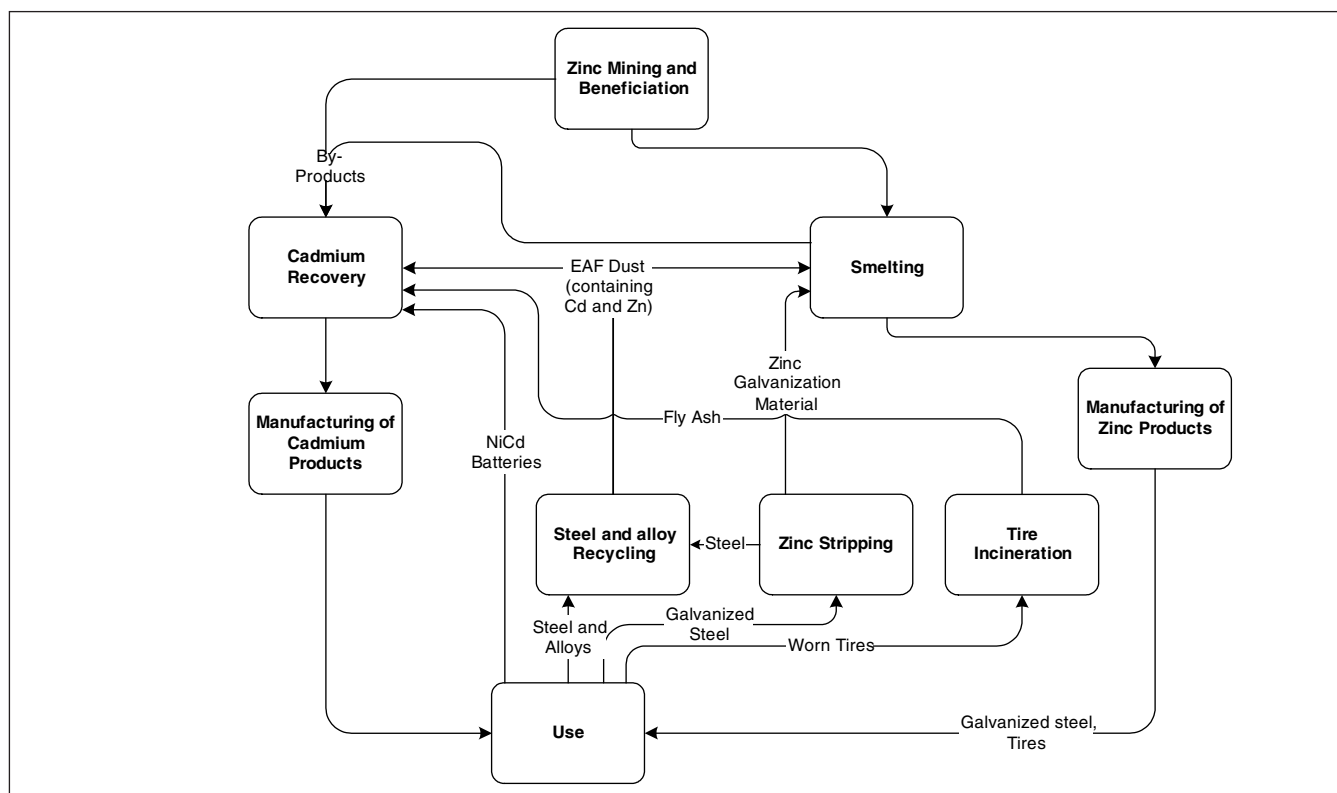 Zinc Mining and
Beneficiation
By-
Products
Cadmium
Recovery
EAF Dust
(containing
Cd and Zn)
Smelting
Zinc
Galvanization
Material
Manufacturing of
Cadmium
Products
Fly Ash
Manufacturing of
Zinc Products
NiCd
Batteries
Steel and alloy
Recycling
Steel
Zinc Stripping
Tire
Incineration
Steel and
Alloys
Galvanized
Steel
Worn Tires
Use
Galvanized steel,
Tires